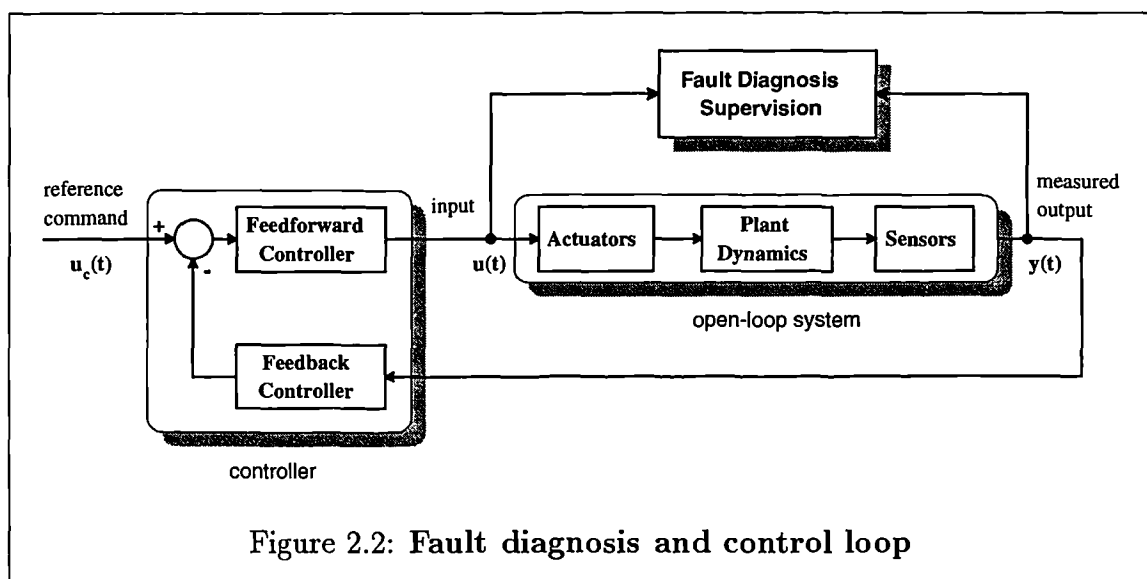 Fault Diagnosis
Supervision
reference
command
+
-
u_c(t)
Feedforward
Controller
input
u(t)
Actuators
Plant
Dynamics
Sensors
measured
output
y(t)
open-loop system
Feedback
Controller
controller
Figure 2.2: Fault diagnosis and control loop